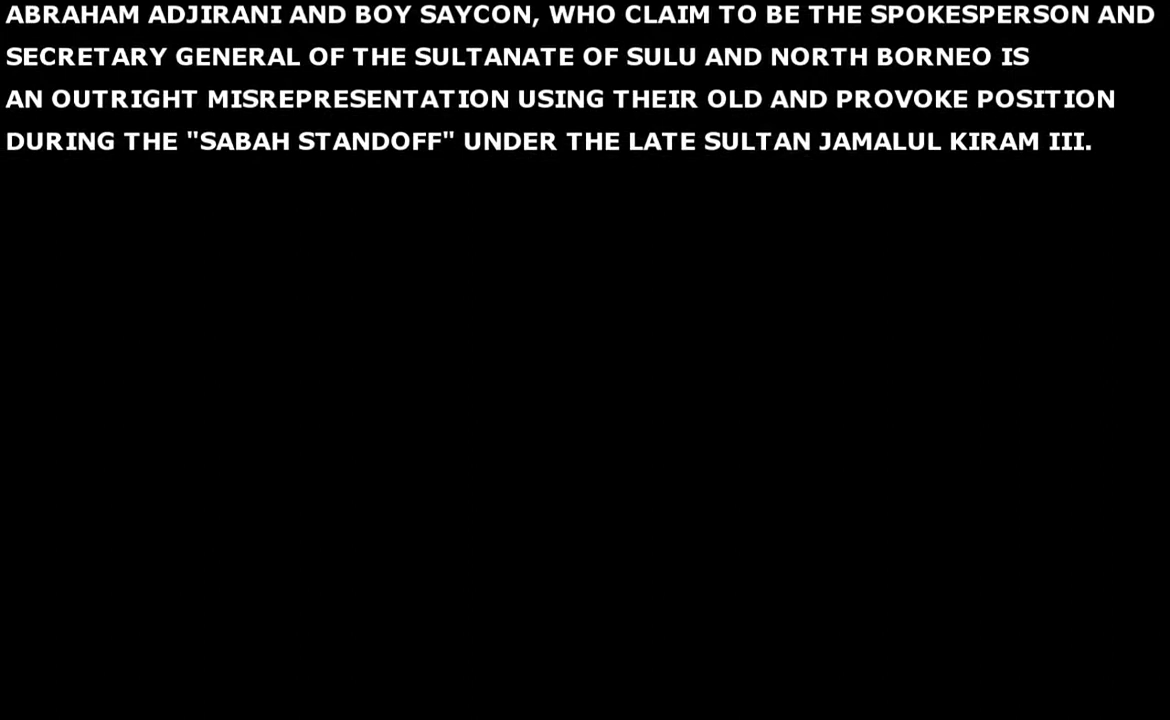 ABRAHAM ADJIRANI AND BOY SAYCON, WHO CLAIM TO BE THE SPOKESPERSON AND
SECRETARY GENERAL OF THE SULTANATE OF SULU AND NORTH BORNEO IS
AN OUTRIGHT MISREPRESENTATION USING THEIR OLD AND PROVOKE POSITION
DURING THE "SABAH STANDOFF" UNDER THE LATE SULTAN JAMALUL KIRAM III.